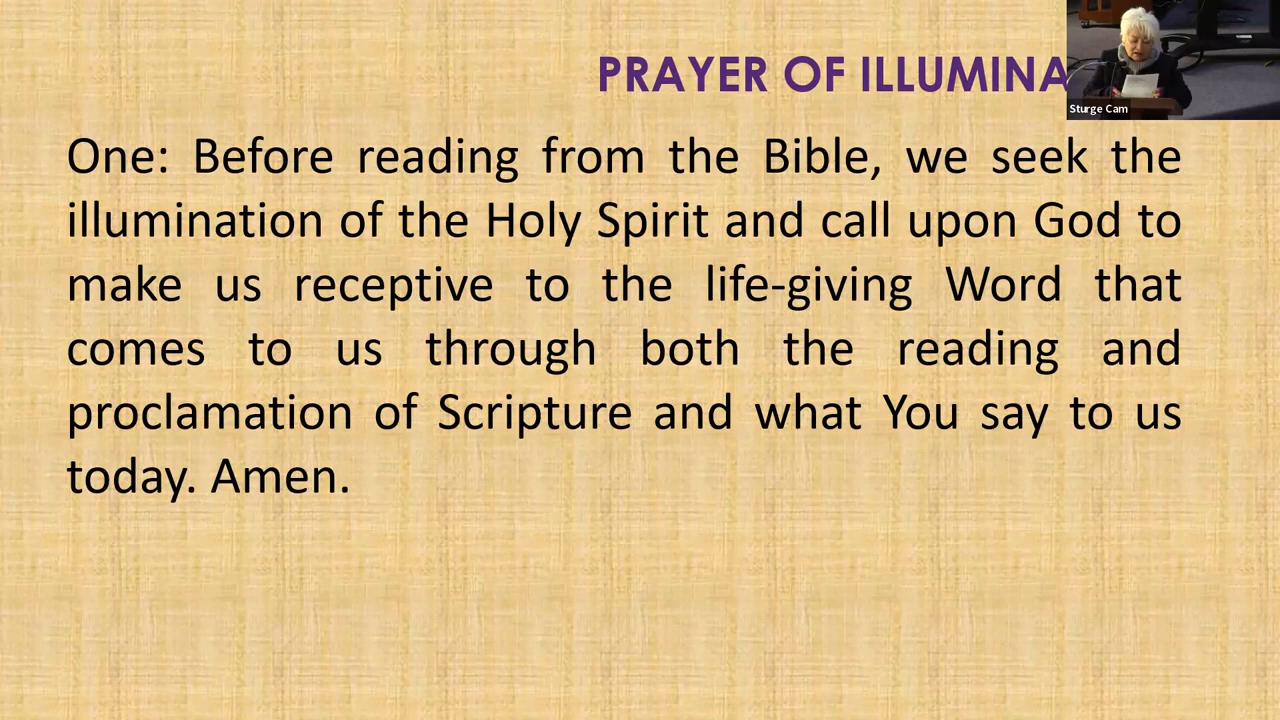 PRAYER OF ILLUMINA
Sturge Cam
One: Before reading from the Bible, we seek the
illumination of the Holy Spirit and call upon God to
make us receptive to the life-giving Word that
comes to us through both the reading and
proclamation of Scripture and what You say to us
today. Amen.